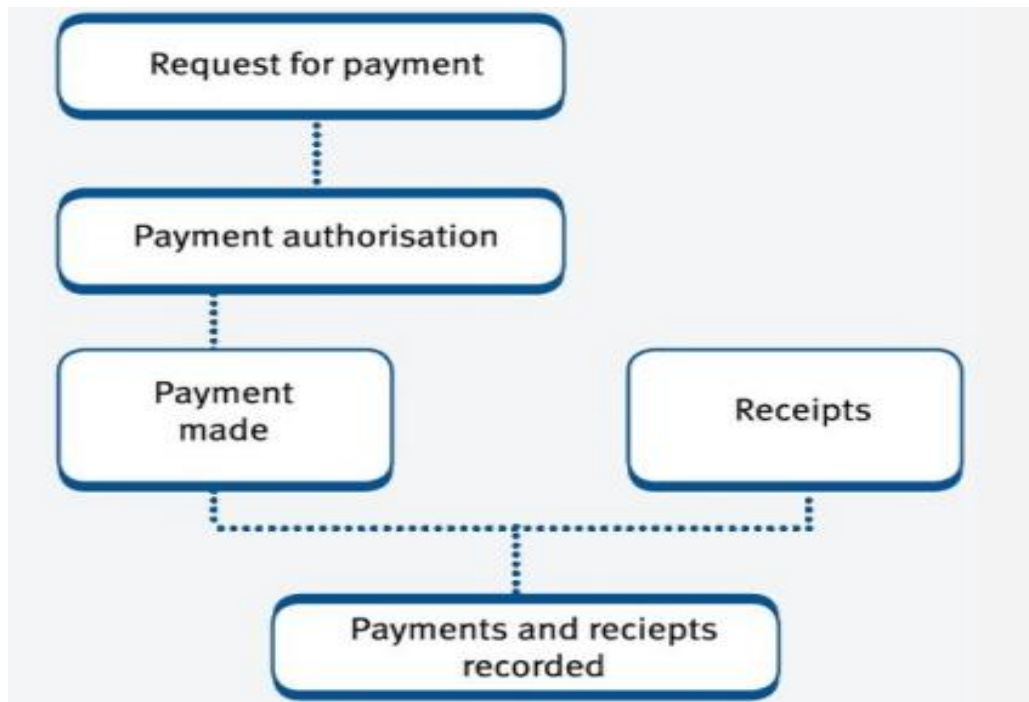 Request for payment
Payment authorisation
Payment
made
Receipts
Payments and reciepts
recorded